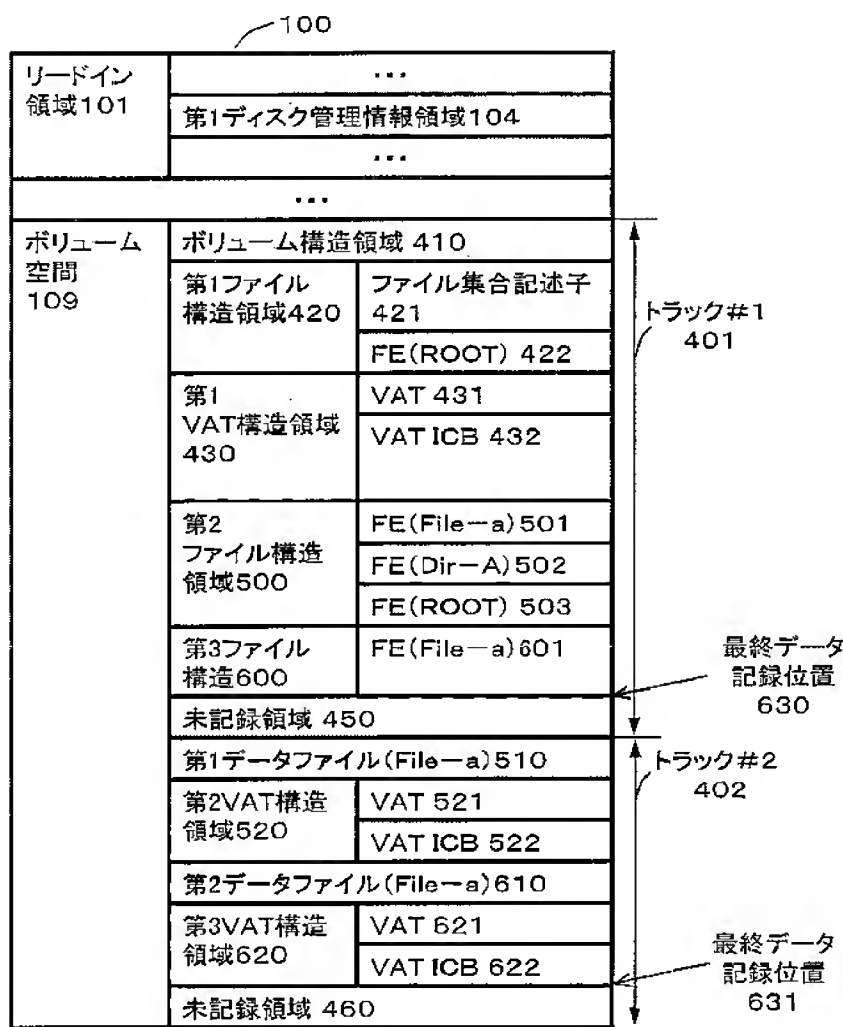 100
リードイン
領域101
...
第1ディスク管理情報領域104
...
...
ボリューム
空間
109
ボリューム構造領域 410
第1ファイル
構造領域420
ファイル集合記述子
421
FE(ROOT) 422
第1
VAT構造領域
430
VAT 431
VAT ICB 432
第2
ファイル構造
領域500
FE(File-a)501
FE(Dir-A)502
FE(ROOT) 503
第3ファイル
構造600
FE(File-a)601
未記録領域 450
トラック#1
401
最終データ
記録位置
630
第1データファイル(File-a)510
第2VAT構造
領域520
VAT 521
VAT ICB 522
第2データファイル(File-a)610
第3VAT構造
領域620
VAT 621
VAT ICB 622
未記録領域 460
トラック#2
402
最終データ
記録位置
631